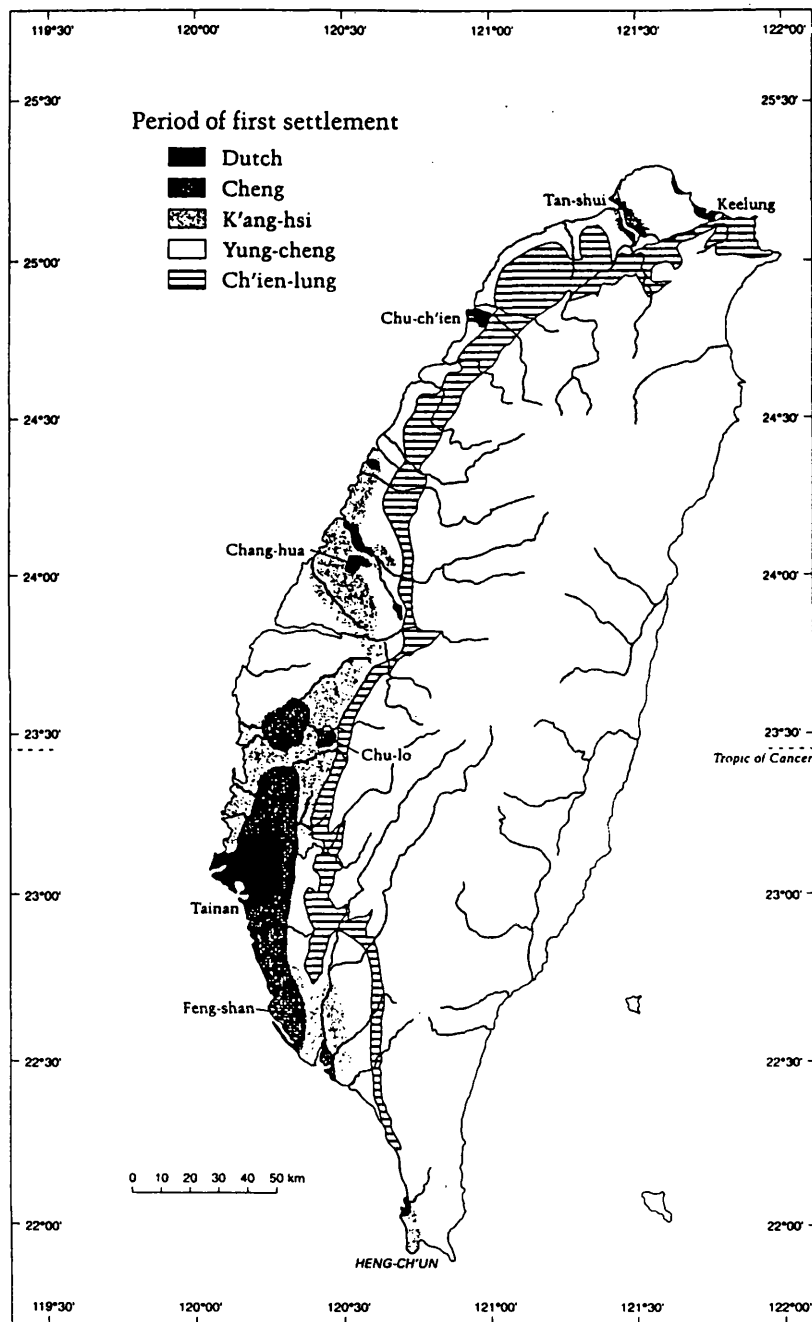 119°30' 120°00' 120°30' 121°00' 121°30' 122°00'
25°30' 25°30'
Period of first settlement
Dutch
Cheng
K'ang-hsi
Yung-cheng
Ch'ien-lung
Tan-shui Keelung
25°00' 25°00'
Chu-ch'ien
24°30' 24°30'
Chang-hua
24°00' 24°00'
23°30' 23°30'
Chu-lo
Tropic of Cancer
23°00' 23°00'
Tainan
Feng-shan
22°30' 22°30'
0 10 20 30 40 50 km
22°00' 22°00'
HENG-CH'UN
119°30' 120°00' 120°30' 121°00' 121°30' 122°00'